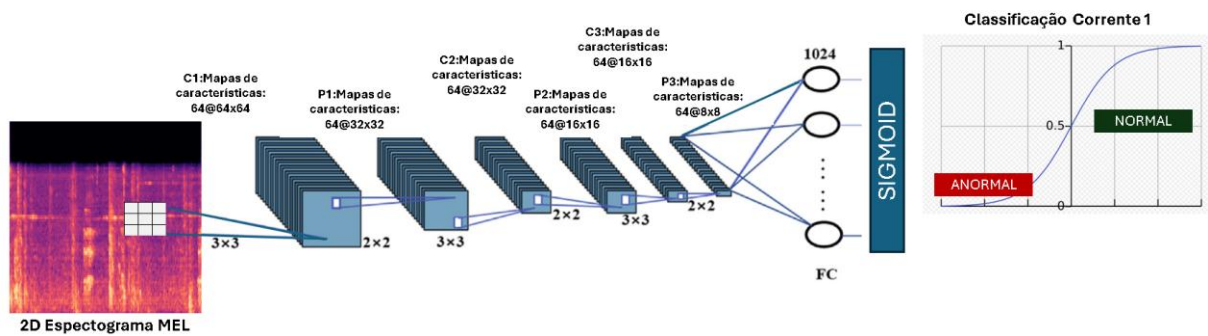 2D Espectograma MEL
3×3
C1:Mapas de
características:
64@64x64
2×2
P1:Mapas de
características:
64@32x32
3×3
C2:Mapas de
características:
64@32x32
2×2
P2:Mapas de
características:
64@16x16
3×3
C3:Mapas de
características:
64@16x16
2×2
P3:Mapas de
características:
64@8x8
1024
FC
SIGMOID
Classificação Corrente 1
1
0.5
0
NORMAL
ANORMAL